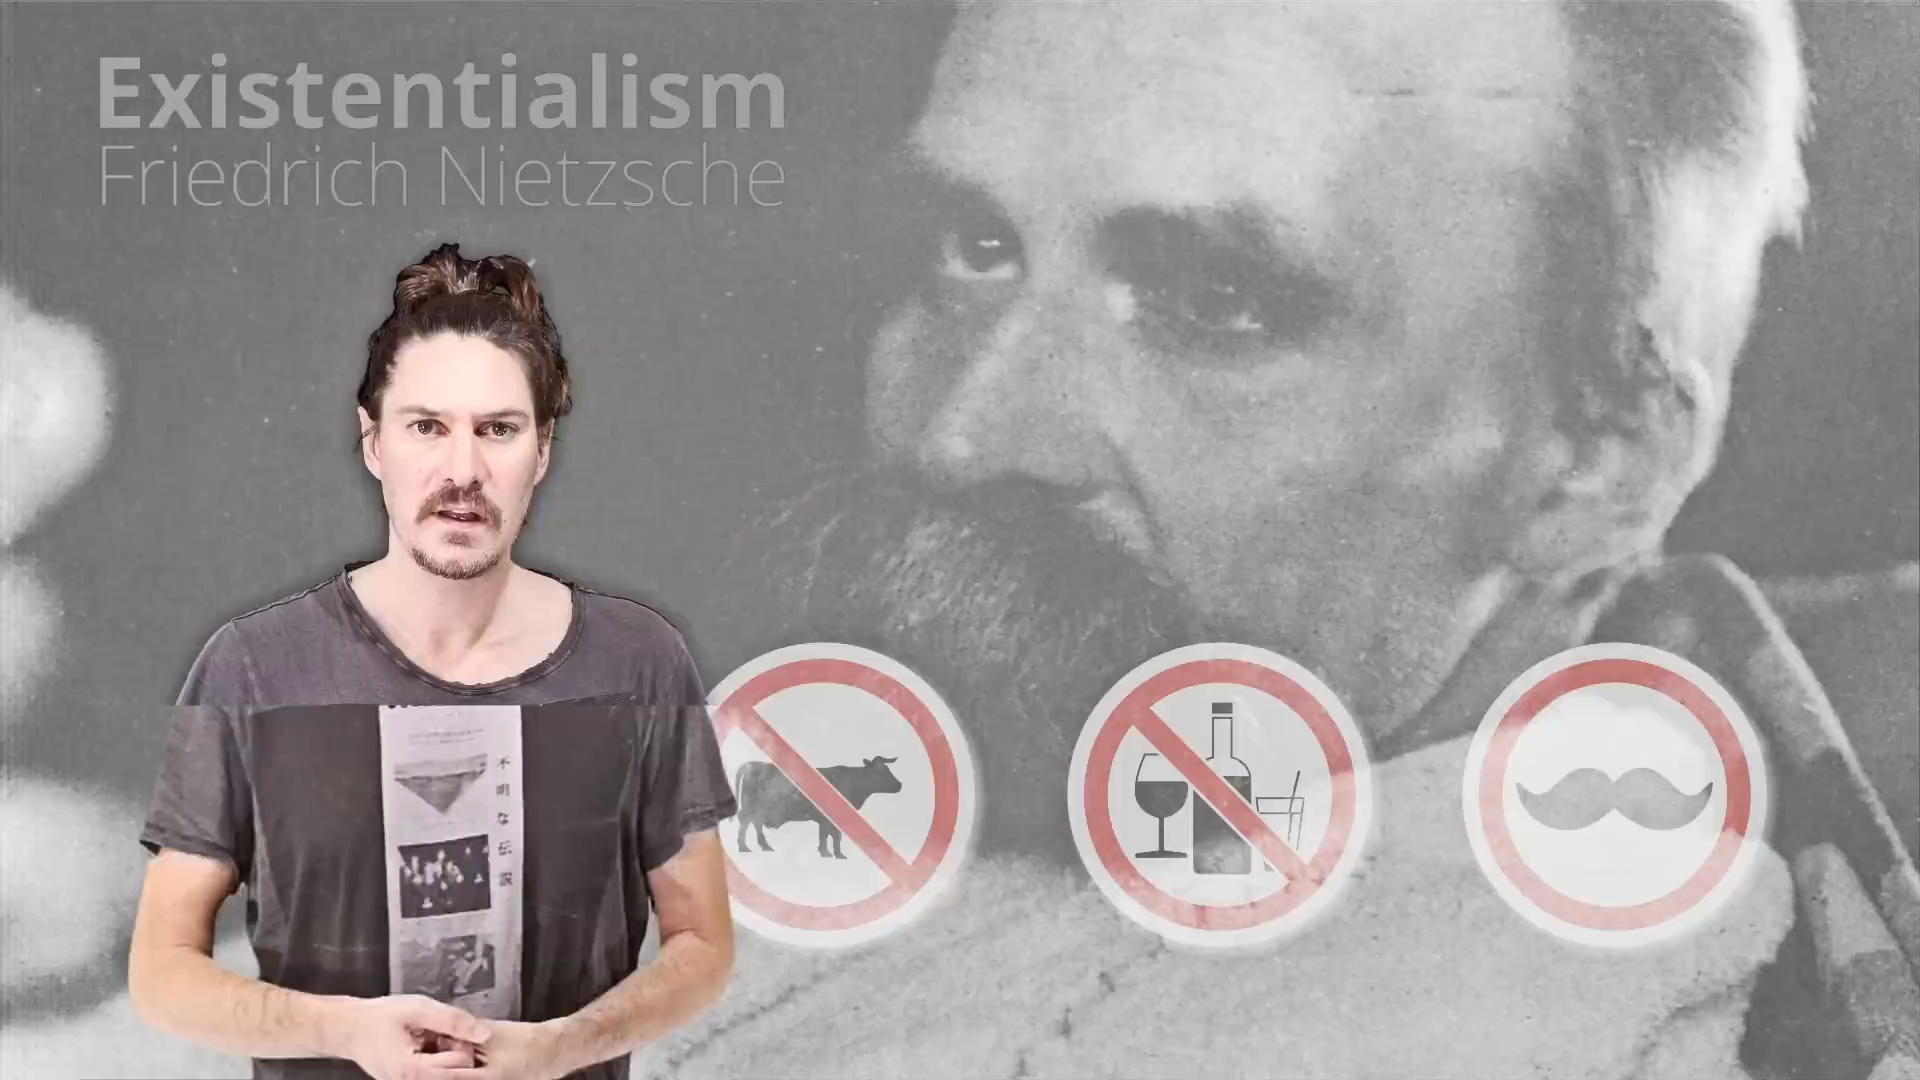 Existentialism
Friedrich Nietzsche
不明な伝説